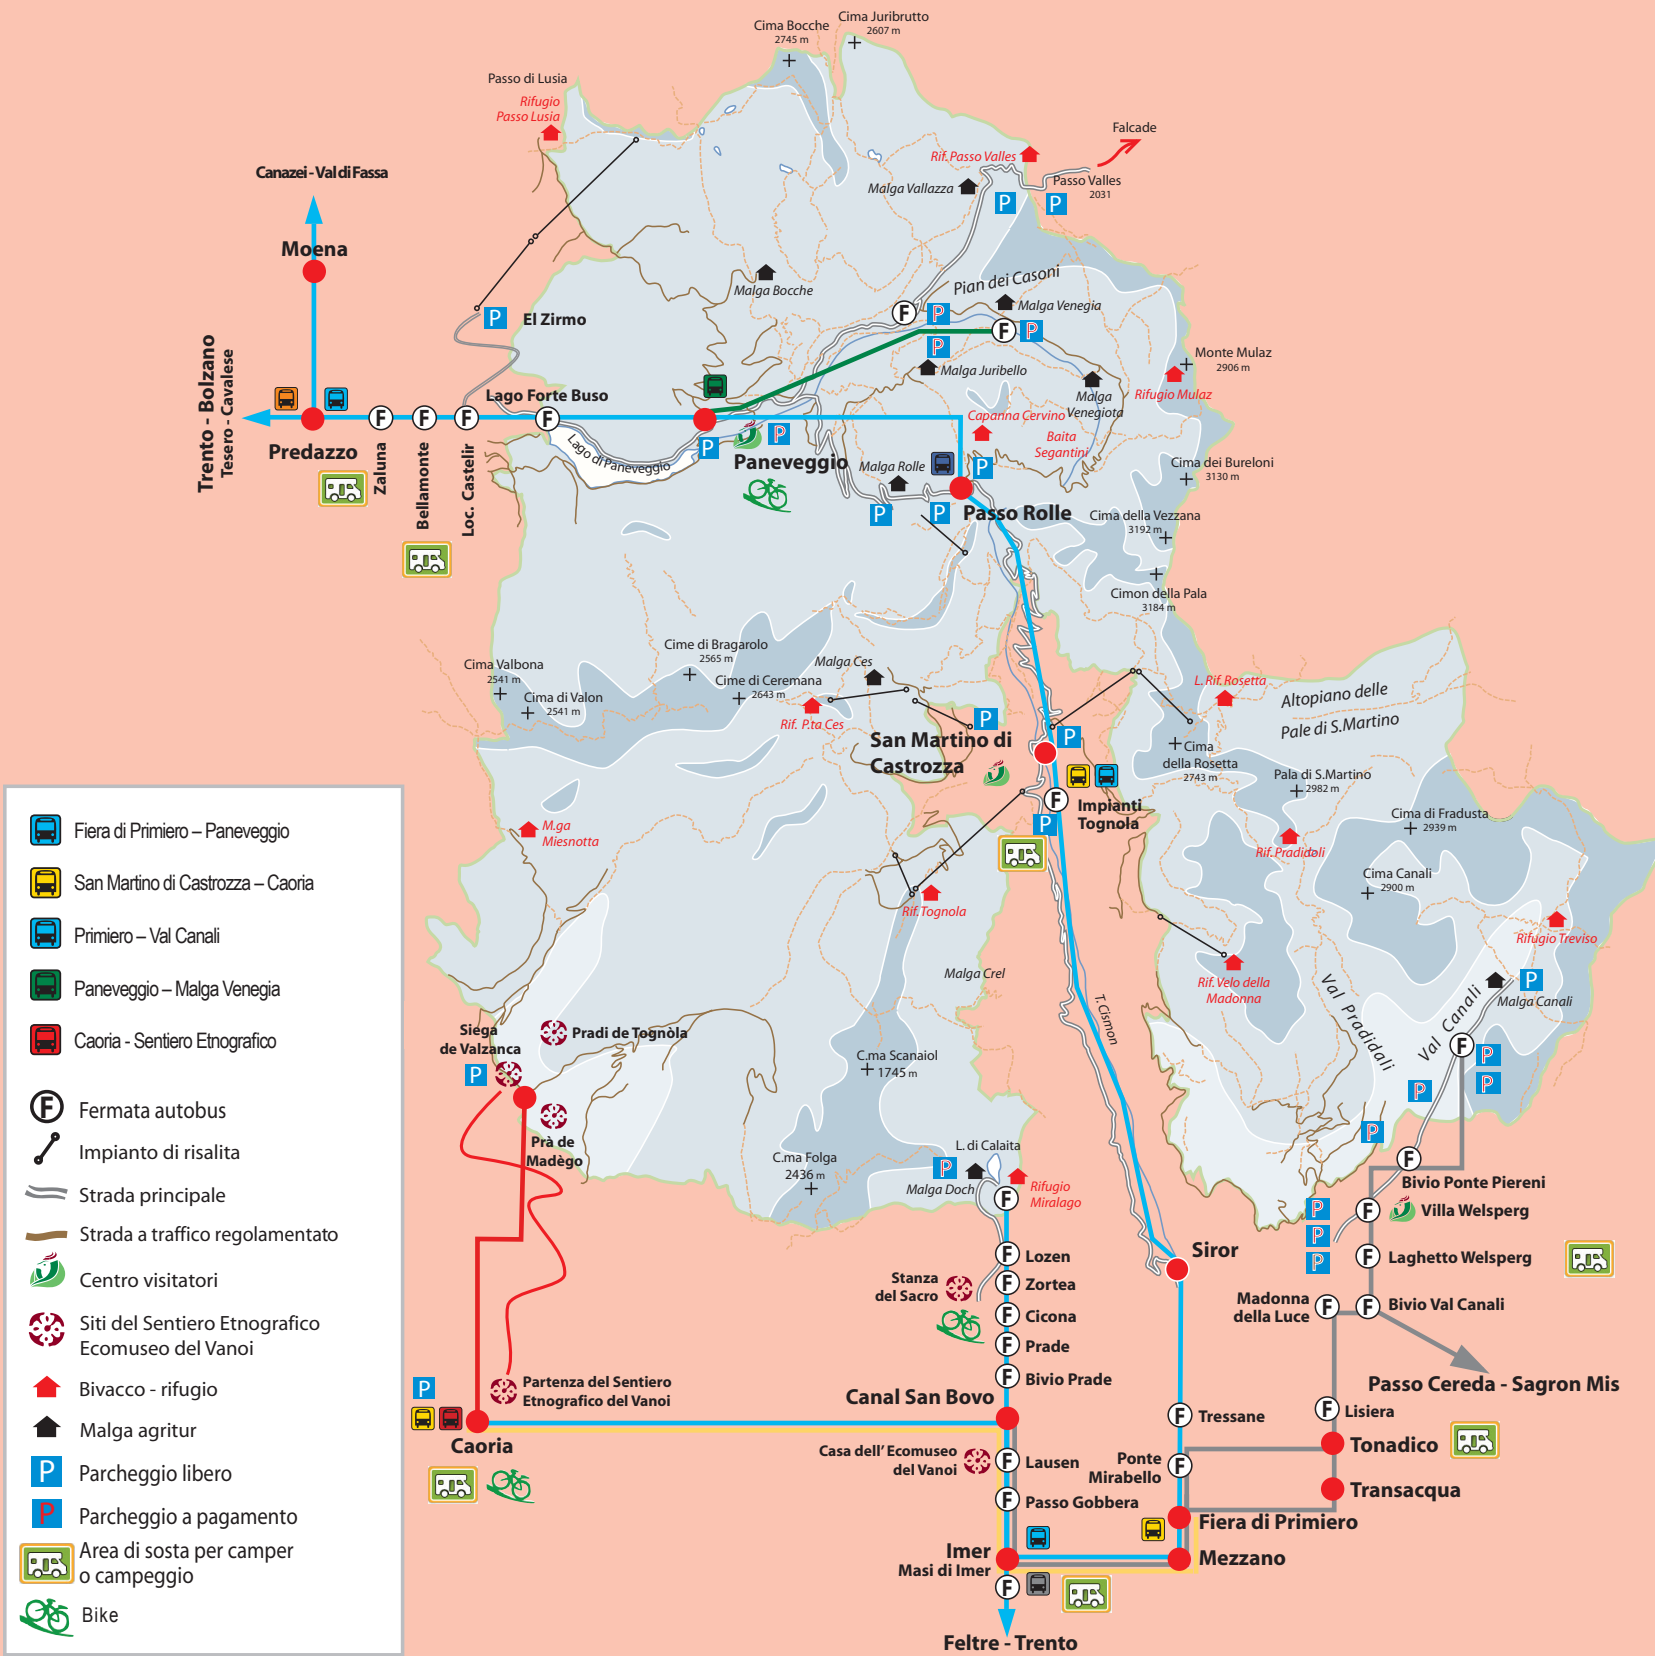 Cima Juribrutto
2607 m
Cima Bocche
2745 m
Passo di Lusia
Rifugio
Passo Lusia
Falcade
Rif. Passo Valles
Passo Valles
2031
Malga Vallazza
P
P
Canazei - Val di Fassa
Moena
Malga Bocche
Pian dei Casoni
Malga Venegia
F
P
F
P
P
P
El Zirmo
Malga Juribello
Monte Mulaz
2906 m
Rifugio Mulaz
Malga
Venegiota
Trento - Bolzano
Tesero - Cavalese
Lago Forte Buso
F
F
F
F
Predazzo
Zaluna
Bellamonte
Loc. Castelir
Lago di Paneveggio
P
P
Paneveggio
Capanna Cervino
Baita
Segantini
Malga Rolle
P
P
P
Passo Rolle
Cima dei Bureloni
3130 m
Cima della Vezzana
3192 m
Cimon della Pala
3184 m
Cime di Bragarolo
2565 m
Cima Valbona
2541 m
Cima di Valon
2541 m
Cime di Ceremana
2643 m
Malga Ces
Rif. P.ta Ces
L. Rif. Rosetta
Altopiano delle
Pale di S.Martino
P
San Martino di
Castrozza
P
Cima
della Rosetta
2743 m
Pala di S.Martino
2982 m
F
Impianti
Tognola
P
Cima di Fradusta
2939 m
Rif. Pradidali
Cima Canali
2900 m
M.ga
Miesnotta
Rif. Tognola
Rifugio Treviso
Malga Crel
Rif. Velo della
Madonna
T. Cismon
Val Pradidali
Val Canali
P
Malga Canali
F
P
P
P
P
Siega
de Valzanca
P
Pradi de Tognòla
Prà de
Madègo
C.ma Scanaiol
1745 m
C.ma Folga
2436 m
L. di Calaita
P
Malga Doch
Rifugio
Miralago
F
F
Bivio Ponte Piereni
F
Villa Welsperg
P
P
P
F
Laghetto Welsperg
Madonna
della Luce
F
F
Bivio Val Canali
Passo Cereda - Sagron Mis
Siror
F
Lozen
F
Zortea
F
Cicona
F
Prade
F
Bivio Prade
Stanza
del Sacro
Canal San Bovo
Partenza del Sentiero
Etnografico del Vanoi
P
Caoria
Casa dell' Ecomuseo
del Vanoi
F
Lausen
F
Passo Gobbera
F
Tressane
Ponte
Mirabello
F
F
Lisiera
Tonadico
Transacqua
Fiera di Primiero
Mezzano
Imer
Masi di Imer
F
Feltre - Trento
Fiera di Primiero – Paneveggio
San Martino di Castrozza – Caoria
Primiero – Val Canali
Paneveggio – Malga Venegia
Caoria - Sentiero Etnografico
F
Fermata autobus
Impianto di risalita
Strada principale
Strada a traffico regolamentato
Centro visitatori
Siti del Sentiero Etnografico
Ecomuseo del Vanoi
Bivacco - rifugio
Malga agritur
P
Parcheggio libero
P
Parcheggio a pagamento
Area di sosta per camper
o campeggio
Bike